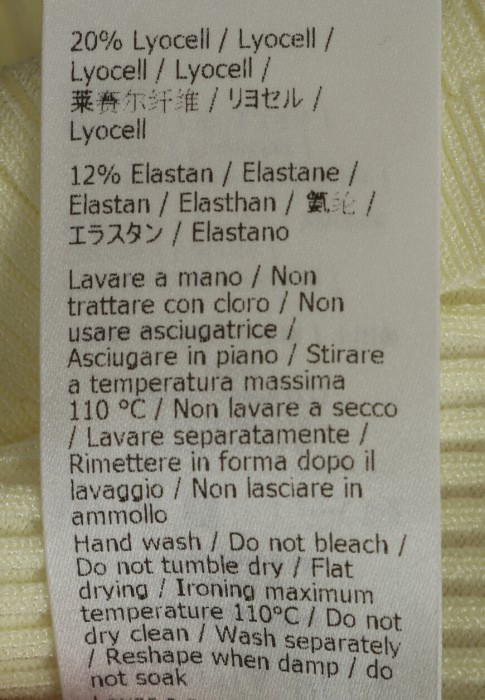 20% Lyocell / Lyocell /
Lyocell / Lyocell /
莱赛尔纤维 / リヨセル /
Lyocell
12% Elastan / Elastane /
Elastan / Elasthan / 氨纶 /
エラスタン / Elastano
Lavare a mano / Non
trattare con cloro / Non
usare asciugatrice /
Asciugare in piano / Stirare
a temperatura massima
110 °C / Non lavare a secco
/ Lavare separatamente /
Rimettere in forma dopo il
lavaggio / Non lasciare in
ammollo
Hand wash / Do not bleach /
Do not tumble dry / Flat
drying / Ironing maximum
temperature 110°C / Do not
dry clean / Wash separately
/ Reshape when damp / do
not soak